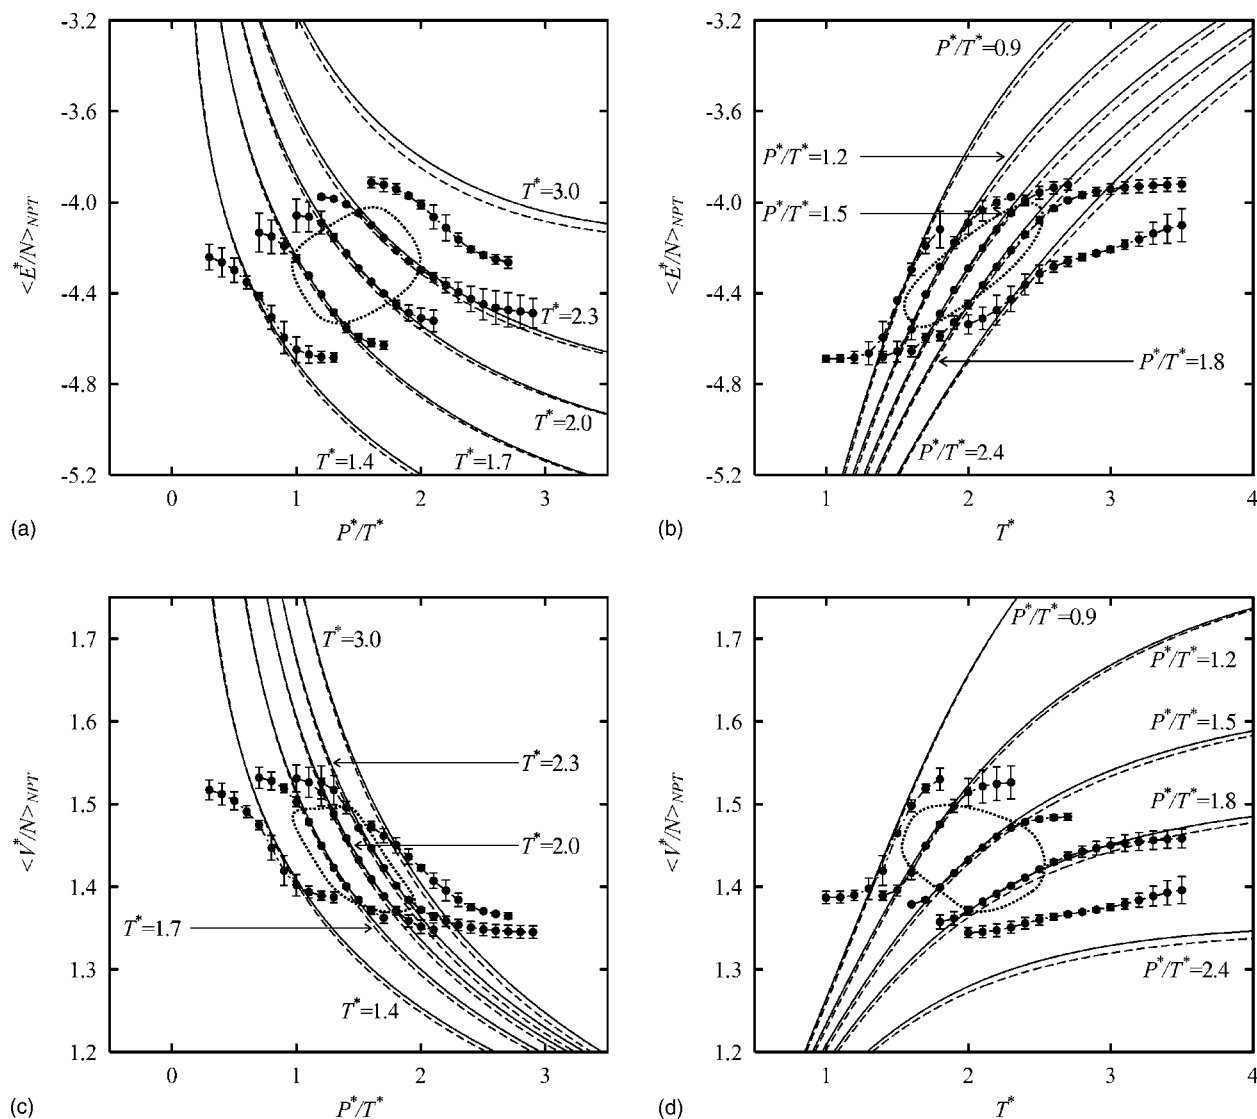 -3.2
-3.6
-4.0
-4.4
-4.8
-5.2
<E*/N>NPT
T*=3.0
T*=2.3
T*=2.0
T*=1.4
T*=1.7
0
1
2
3
P*/T*
(a)
-3.2
-3.6
-4.0
-4.4
-4.8
-5.2
<E*/N>NPT
P*/T*=0.9
P*/T*=1.2
P*/T*=1.5
P*/T*=1.8
P*/T*=2.4
1
2
3
4
T*
(b)
1.7
1.6
1.5
1.4
1.3
1.2
<V*/N>NPT
T*=3.0
T*=2.3
T*=2.0
T*=1.7
T*=1.4
0
1
2
3
P*/T*
(c)
1.7
1.6
1.5
1.4
1.3
1.2
<V*/N>NPT
P*/T*=0.9
P*/T*=1.2
P*/T*=1.5
P*/T*=1.8
P*/T*=2.4
1
2
3
4
T*
(d)